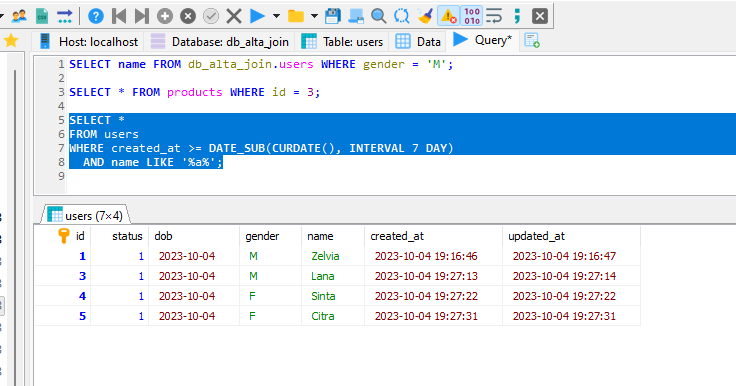 100
010
Host: localhost Database: db_alta_join Table: users Data Query*
1 SELECT name FROM db_alta_join.users WHERE gender = 'M';
2
3 SELECT * FROM products WHERE id = 3;
4
5 SELECT *
6 FROM users
7 WHERE created_at >= DATE_SUB(CURDATE(), INTERVAL 7 DAY)
8 AND name LIKE '%a%';
9
users (7×4)
id status dob gender name created_at updated_at
1 1 2023-10-04 M Zelvia 2023-10-04 19:16:46 2023-10-04 19:16:47
3 1 2023-10-04 M Lana 2023-10-04 19:27:13 2023-10-04 19:27:14
4 1 2023-10-04 F Sinta 2023-10-04 19:27:22 2023-10-04 19:27:22
5 1 2023-10-04 F Citra 2023-10-04 19:27:31 2023-10-04 19:27:31